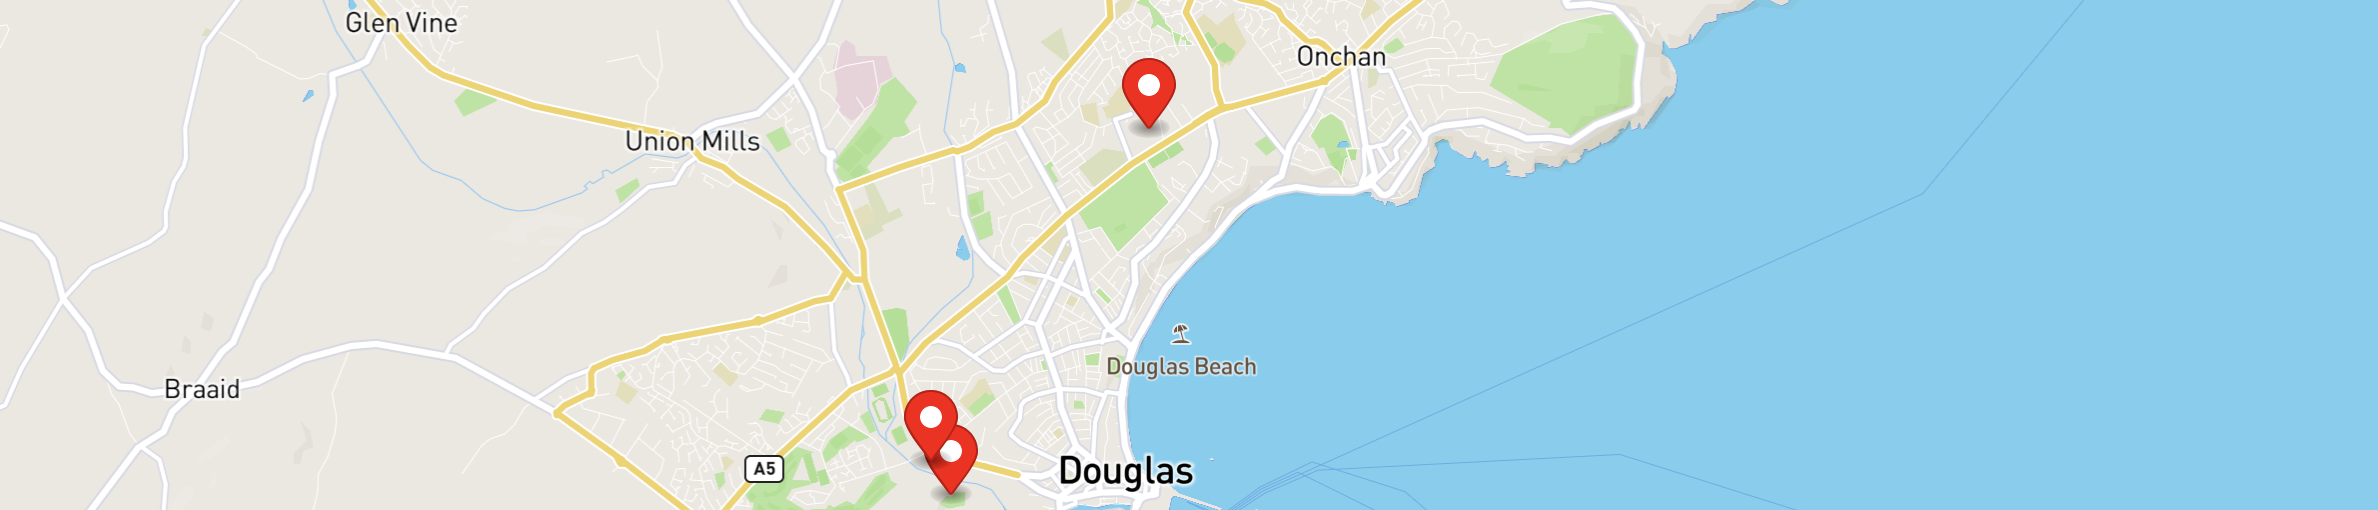 Glen Vine
Onchan
Union Mills
Douglas Beach
Braaid
A5
Douglas